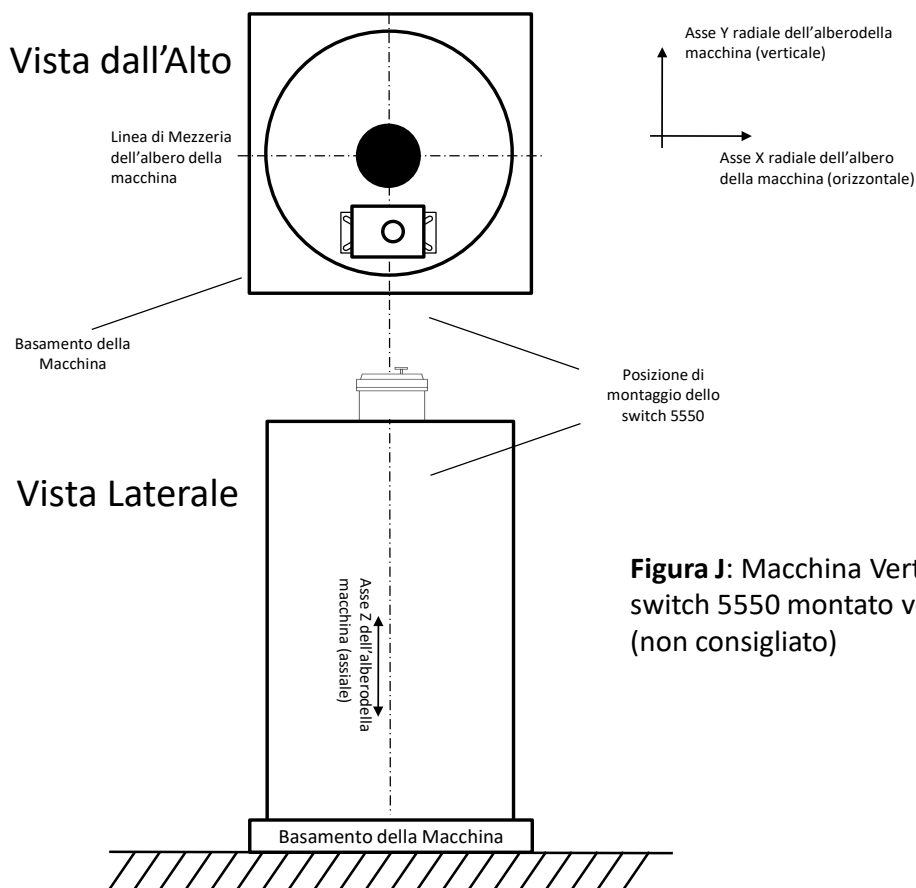 Vista dall'Alto
Asse Y radiale dell'alberodella
macchina (verticale)
Linea di Mezzeria
dell'albero della
macchina
Asse X radiale dell'albero
della macchina (orizzontale)
Basamento della
Macchina
Posizione di
montaggio dello
switch 5550
Vista Laterale
Asse Z dell'alberodella
macchina (assiale)
Figura J: Macchina
switch 5550 montato
(non consigliato)
Basamento della Macchina